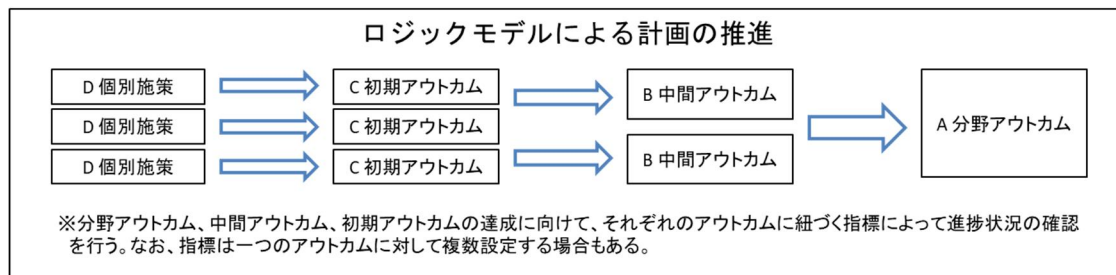 ロジックモデルによる計画の推進
D 個別施策
C 初期アウトカム
D 個別施策
C 初期アウトカム
D 個別施策
C 初期アウトカム
B 中間アウトカム
B 中間アウトカム
A 分野アウトカム
※分野アウトカム、中間アウトカム、初期アウトカムの達成に向けて、それぞれのアウトカムに紐づく指標によって進捗状況の確認
を行う。なお、指標は一つのアウトカムに対して複数設定する場合もある。